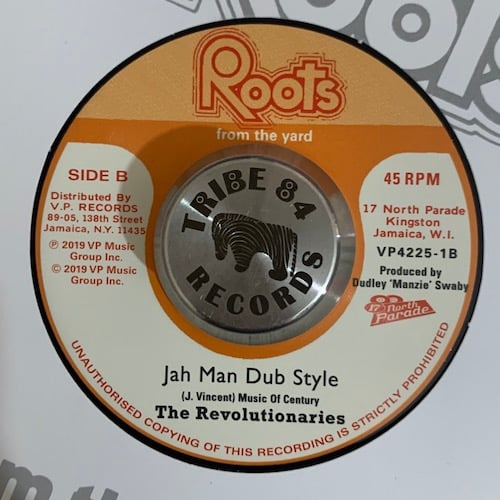 Roots
from the yard
SIDE B
Distributed By
V.P. RECORDS
89-05, 138th Street
Jamaica, N.Y. 11435
℗ 2019 VP Music
Group Inc.
© 2019 VP Music
Group Inc.
TRIBE 84
RECORDS
45 RPM
17 North Parade
Kingston
Jamaica, W.I.
VP4225-1B
Produced by
Dudley 'Manzie' Swaby
17 North
Parade
Jah Man Dub Style
(J. Vincent) Music Of Century
The Revolutionaries
UNAUTHORISED COPYING OF THIS RECORDING IS STRICTLY PROHIBITED